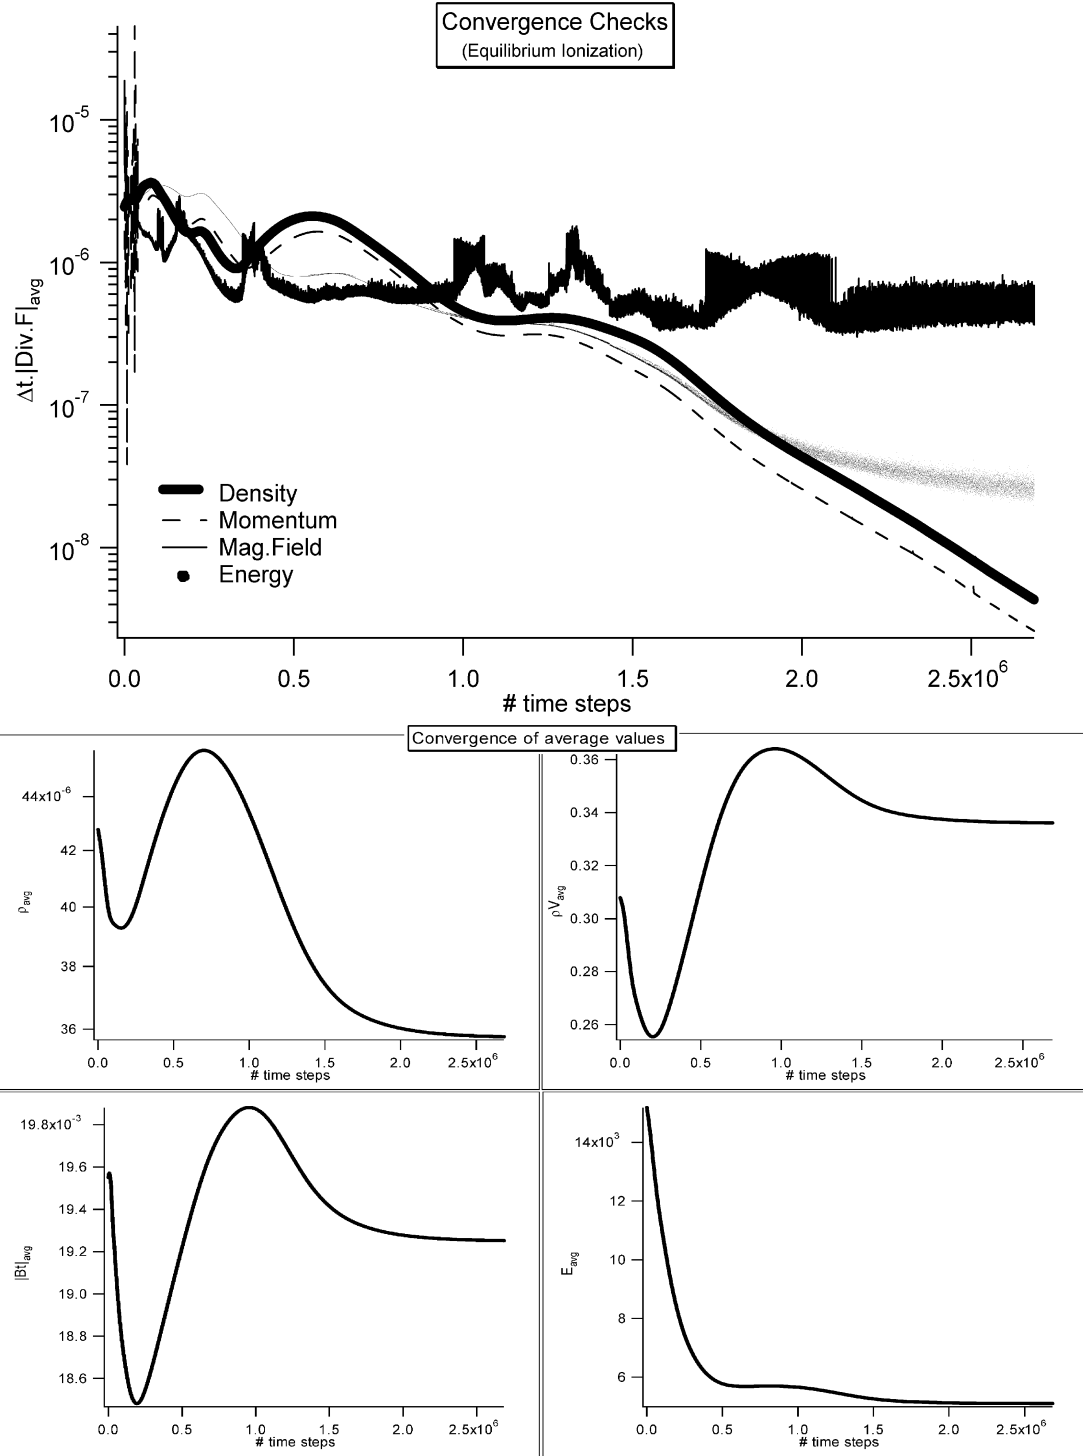 Convergence Checks
(Equilibrium Ionization)
Δt.|Div.F|avg
10-5
10-6
10-7
10-8
Density
Momentum
Mag.Field
Energy
0.0 0.5 1.0 1.5 2.0 2.5x10^6
# time steps
Convergence of average values
ρavg
44x10-6
42
40
38
36
0.0 0.5 1.0 1.5 2.0 2.5x10^6
# time steps
ρVavg
0.36
0.34
0.32
0.30
0.28
0.26
0.0 0.5 1.0 1.5 2.0 2.5x10^6
# time steps
|Bt|avg
19.8x10-3
19.6
19.4
19.2
19.0
18.8
18.6
0.0 0.5 1.0 1.5 2.0 2.5x10^6
# time steps
Eavg
14x10^3
12
10
8
6
0.0 0.5 1.0 1.5 2.0 2.5x10^6
# time steps